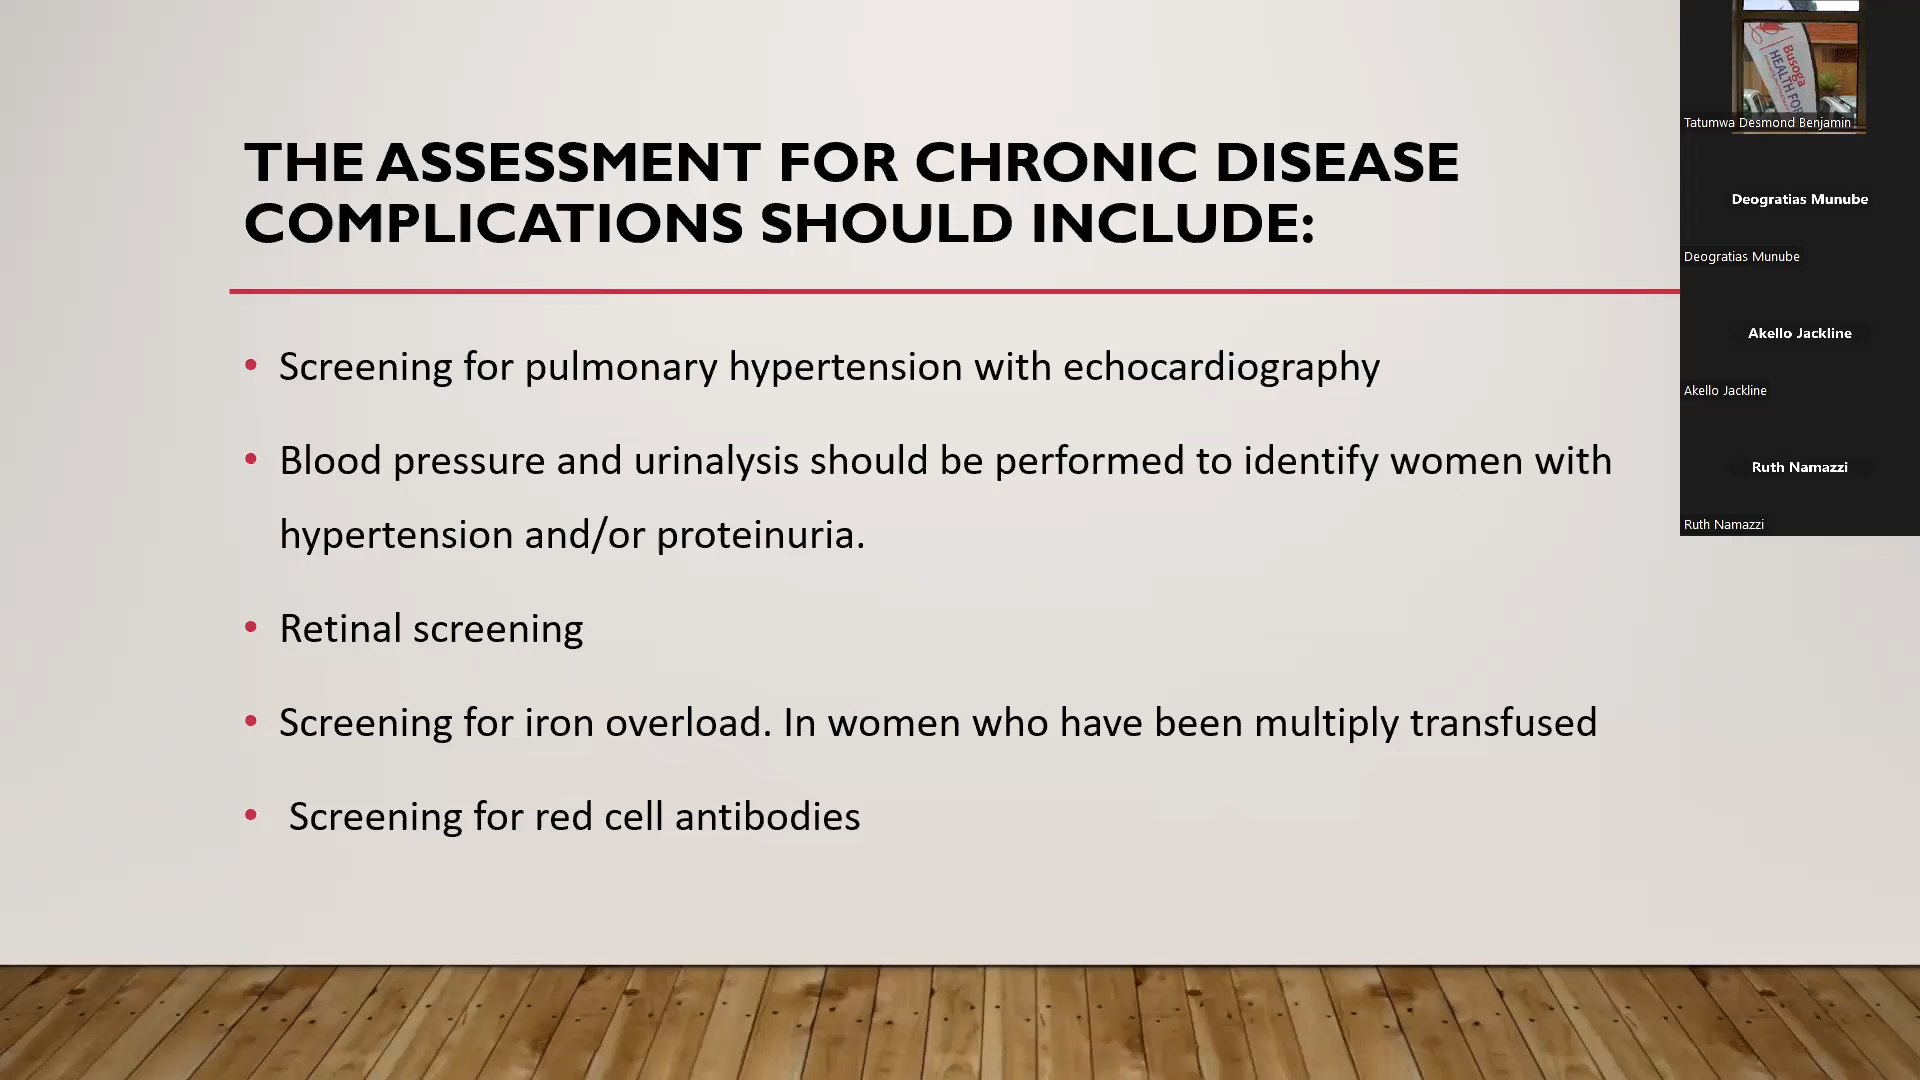 THE ASSESSMENT FOR CHRONIC DISEASE
COMPLICATIONS SHOULD INCLUDE:
• Screening for pulmonary hypertension with echocardiography
• Blood pressure and urinalysis should be performed to identify women with
hypertension and/or proteinuria.
• Retinal screening
• Screening for iron overload. In women who have been multiply transfused
• Screening for red cell antibodies
Busoga
HEALTH FOR
Tatumwa Desmond Benjamin
Deogratias Munube
Deogratias Munube
Akello Jackline
Akello Jackline
Ruth Namazzi
Ruth Namazzi